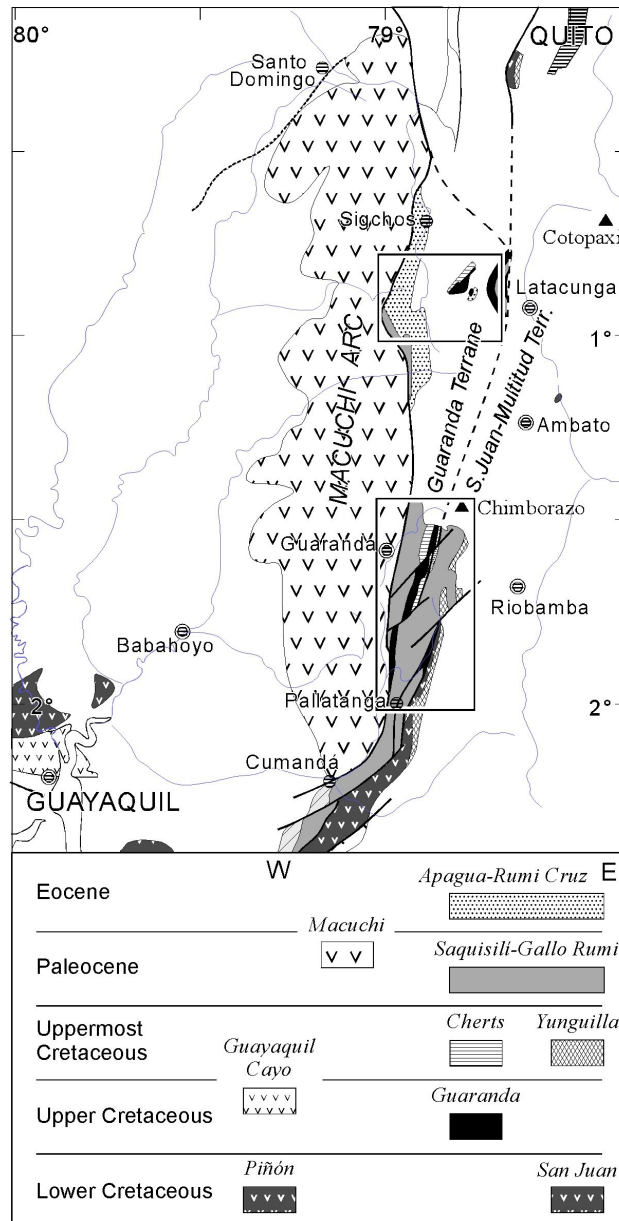 80°
79°
QUITO
Santo
Domingo
Sigchos
Cotopaxi
Latacunga
1°
MACUCHI ARC
Guaranda Terrane
S.Juan-Multitud Terr.
Ambato
Chimborazo
Guaranda
Riobamba
Babahoyo
Pallatanga
2°
2°
Cumandá
GUAYAQUIL
W
E
Eocene
Apagua-Rumi Cruz
Macuchi
Paleocene
Saquisilí-Gallo Rumi
Uppermost
Cretaceous
Guayaquil
Cayo
Cherts
Yunguilla
Upper Cretaceous
Guaranda
Lower Cretaceous
Piñón
San Juan